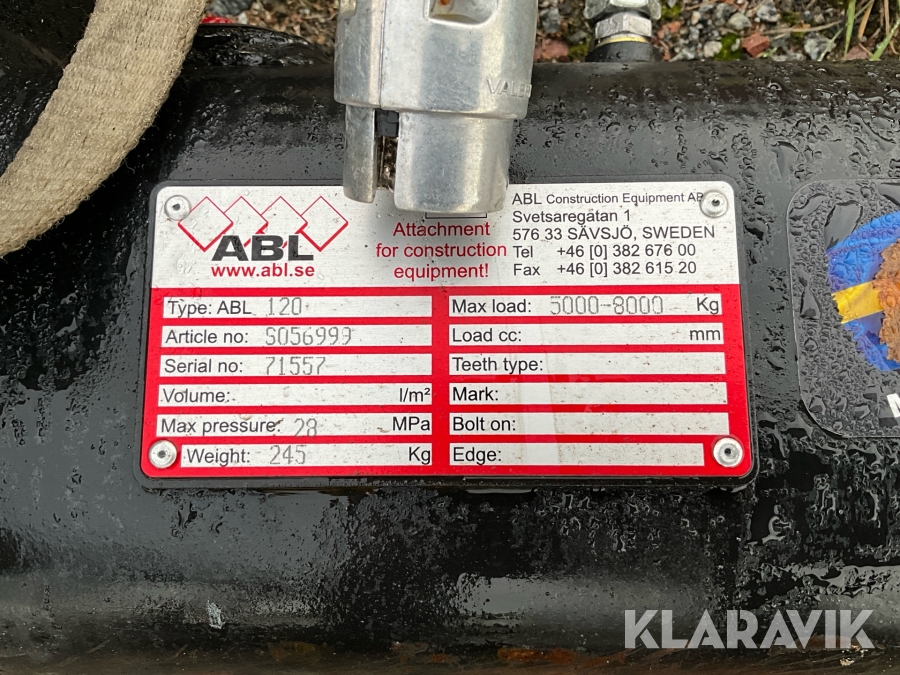 ABL
www.abl.se
Attachment
for construction
equipment!
ABL Construction Equipment AB
Svetsaregätan 1
576 33 SÄVSJÖ, SWEDEN
Tel +46 [0] 382 676 00
Fax +46 [0] 382 615 20
Type: ABL 120
Article no: S056999
Serial no: 71557
Volume: l/m²
Max pressure: 28 MPa
Weight: 245 Kg
Max load: 5000-8000 Kg
Load cc: mm
Teeth type:
Mark:
Bolt on:
Edge:
KLARAVIK